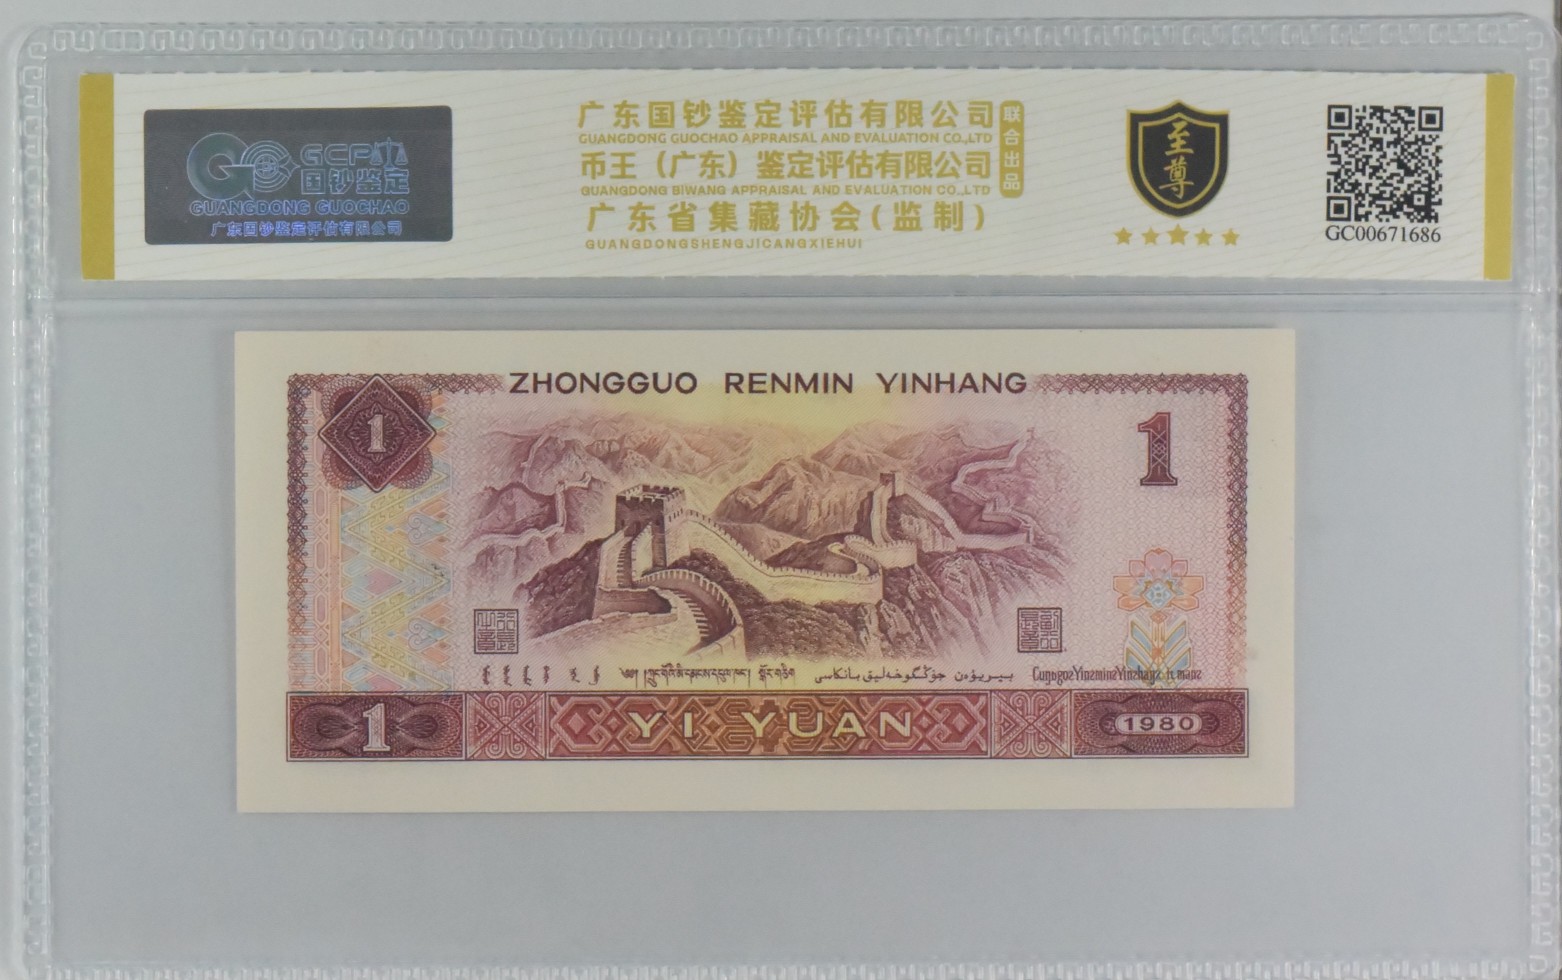 GCP
国钞鉴定
GUANGDONG GUOCHAO
广东国钞鉴定评估有限公司
广东国钞鉴定评估有限公司
GUANGDONG GUOCHAO APPRAISAL AND EVALUATION CO.,LTD
币王（广东）鉴定评估有限公司
GUANGDONG BIWANG APPRAISAL AND EVALUATION CO.,LTD
广东省集藏协会(监制)
GUANGDONGSHENGJICANGXIEHUI
联合出品
至尊
GC00671686
ZHONGGUO RENMIN YINHANG
1
1
YI YUAN
1
1980